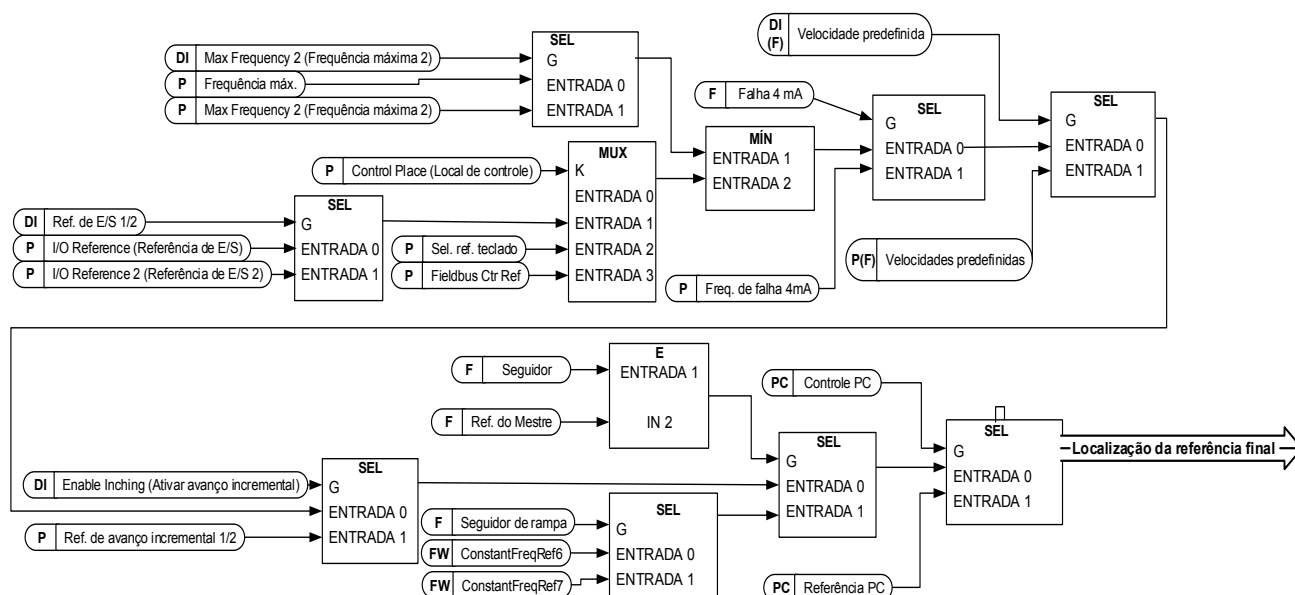 SEL
DI Max Frequency 2 (Frequência máxima 2)
G
P Frequência máx.
ENTRADA 0
P Max Frequency 2 (Frequência máxima 2)
ENTRADA 1
DI (F) Velocidade predefinida
F Falha 4 mA
SEL
G
ENTRADA 0
ENTRADA 1
SEL
G
ENTRADA 0
ENTRADA 1
MÍN
ENTRADA 1
ENTRADA 2
MUX
P Control Place (Local de controle)
K
ENTRADA 0
ENTRADA 1
ENTRADA 2
ENTRADA 3
SEL
DI Ref. de E/S 1/2
G
P I/O Reference (Referência de E/S)
ENTRADA 0
P I/O Reference 2 (Referência de E/S 2)
ENTRADA 1
P Sel. ref. teclado
P Fieldbus Ctr Ref
P Freq. de falha 4mA
P(F) Velocidades predefinidas
E
F Seguidor
ENTRADA 1
F Ref. do Mestre
IN 2
PC Controle PC
SEL
G
ENTRADA 0
ENTRADA 1
Localização da referência final
SEL
G
ENTRADA 0
ENTRADA 1
SEL
DI Enable Inching (Ativar avanço incremental)
G
ENTRADA 0
P Ref. de avanço incremental 1/2
ENTRADA 1
SEL
F Seguidor de rampa
G
FW ConstantFreqRef6
ENTRADA 0
FW ConstantFreqRef7
ENTRADA 1
PC Referência PC